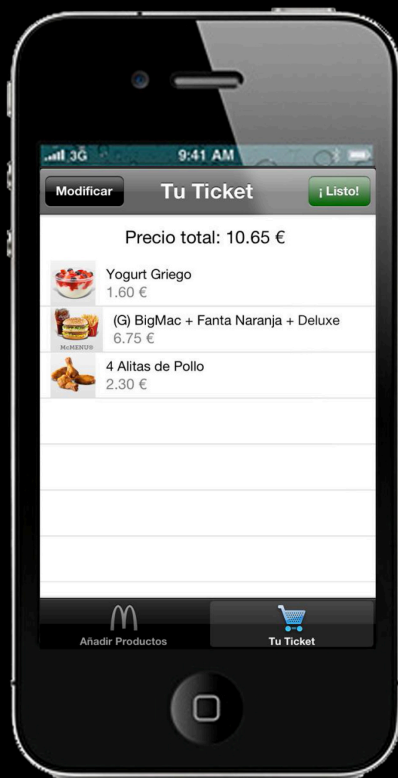 3G
9:41 AM
Modificar
Tu Ticket
¡ Listo!
Precio total: 10.65 €
Yogurt Griego
1.60 €
(G) BigMac + Fanta Naranja + Deluxe
6.75 €
McMENU®
4 Alitas de Pollo
2.30 €
Añadir Productos
Tu Ticket